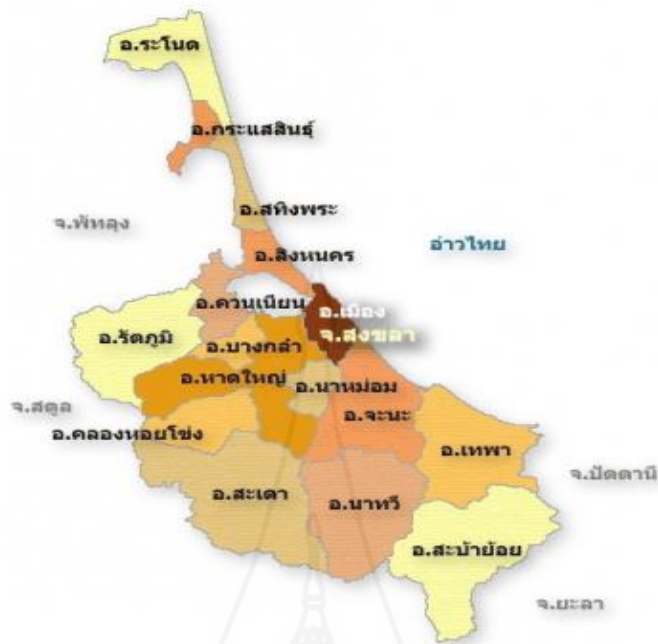 อ.ระโนด
อ.กระแสสินธุ์
อ.สทิงพระ
จ.พัทลุง
อ่าวไทย
อ.สิงหนคร
อ.ควนเนียน
อ.เมือง
จ.สงขลา
อ.รัตภูมิ
อ.บางกล่ำ
อ.หาดใหญ่
อ.นาหม่อม
จ.สตูล
อ.จะนะ
อ.คลองหอยโข่ง
อ.เทพา
จ.ปัตตานี
อ.สะเดา
อ.นาทวี
อ.สะบ้าย้อย
จ.ยะลา